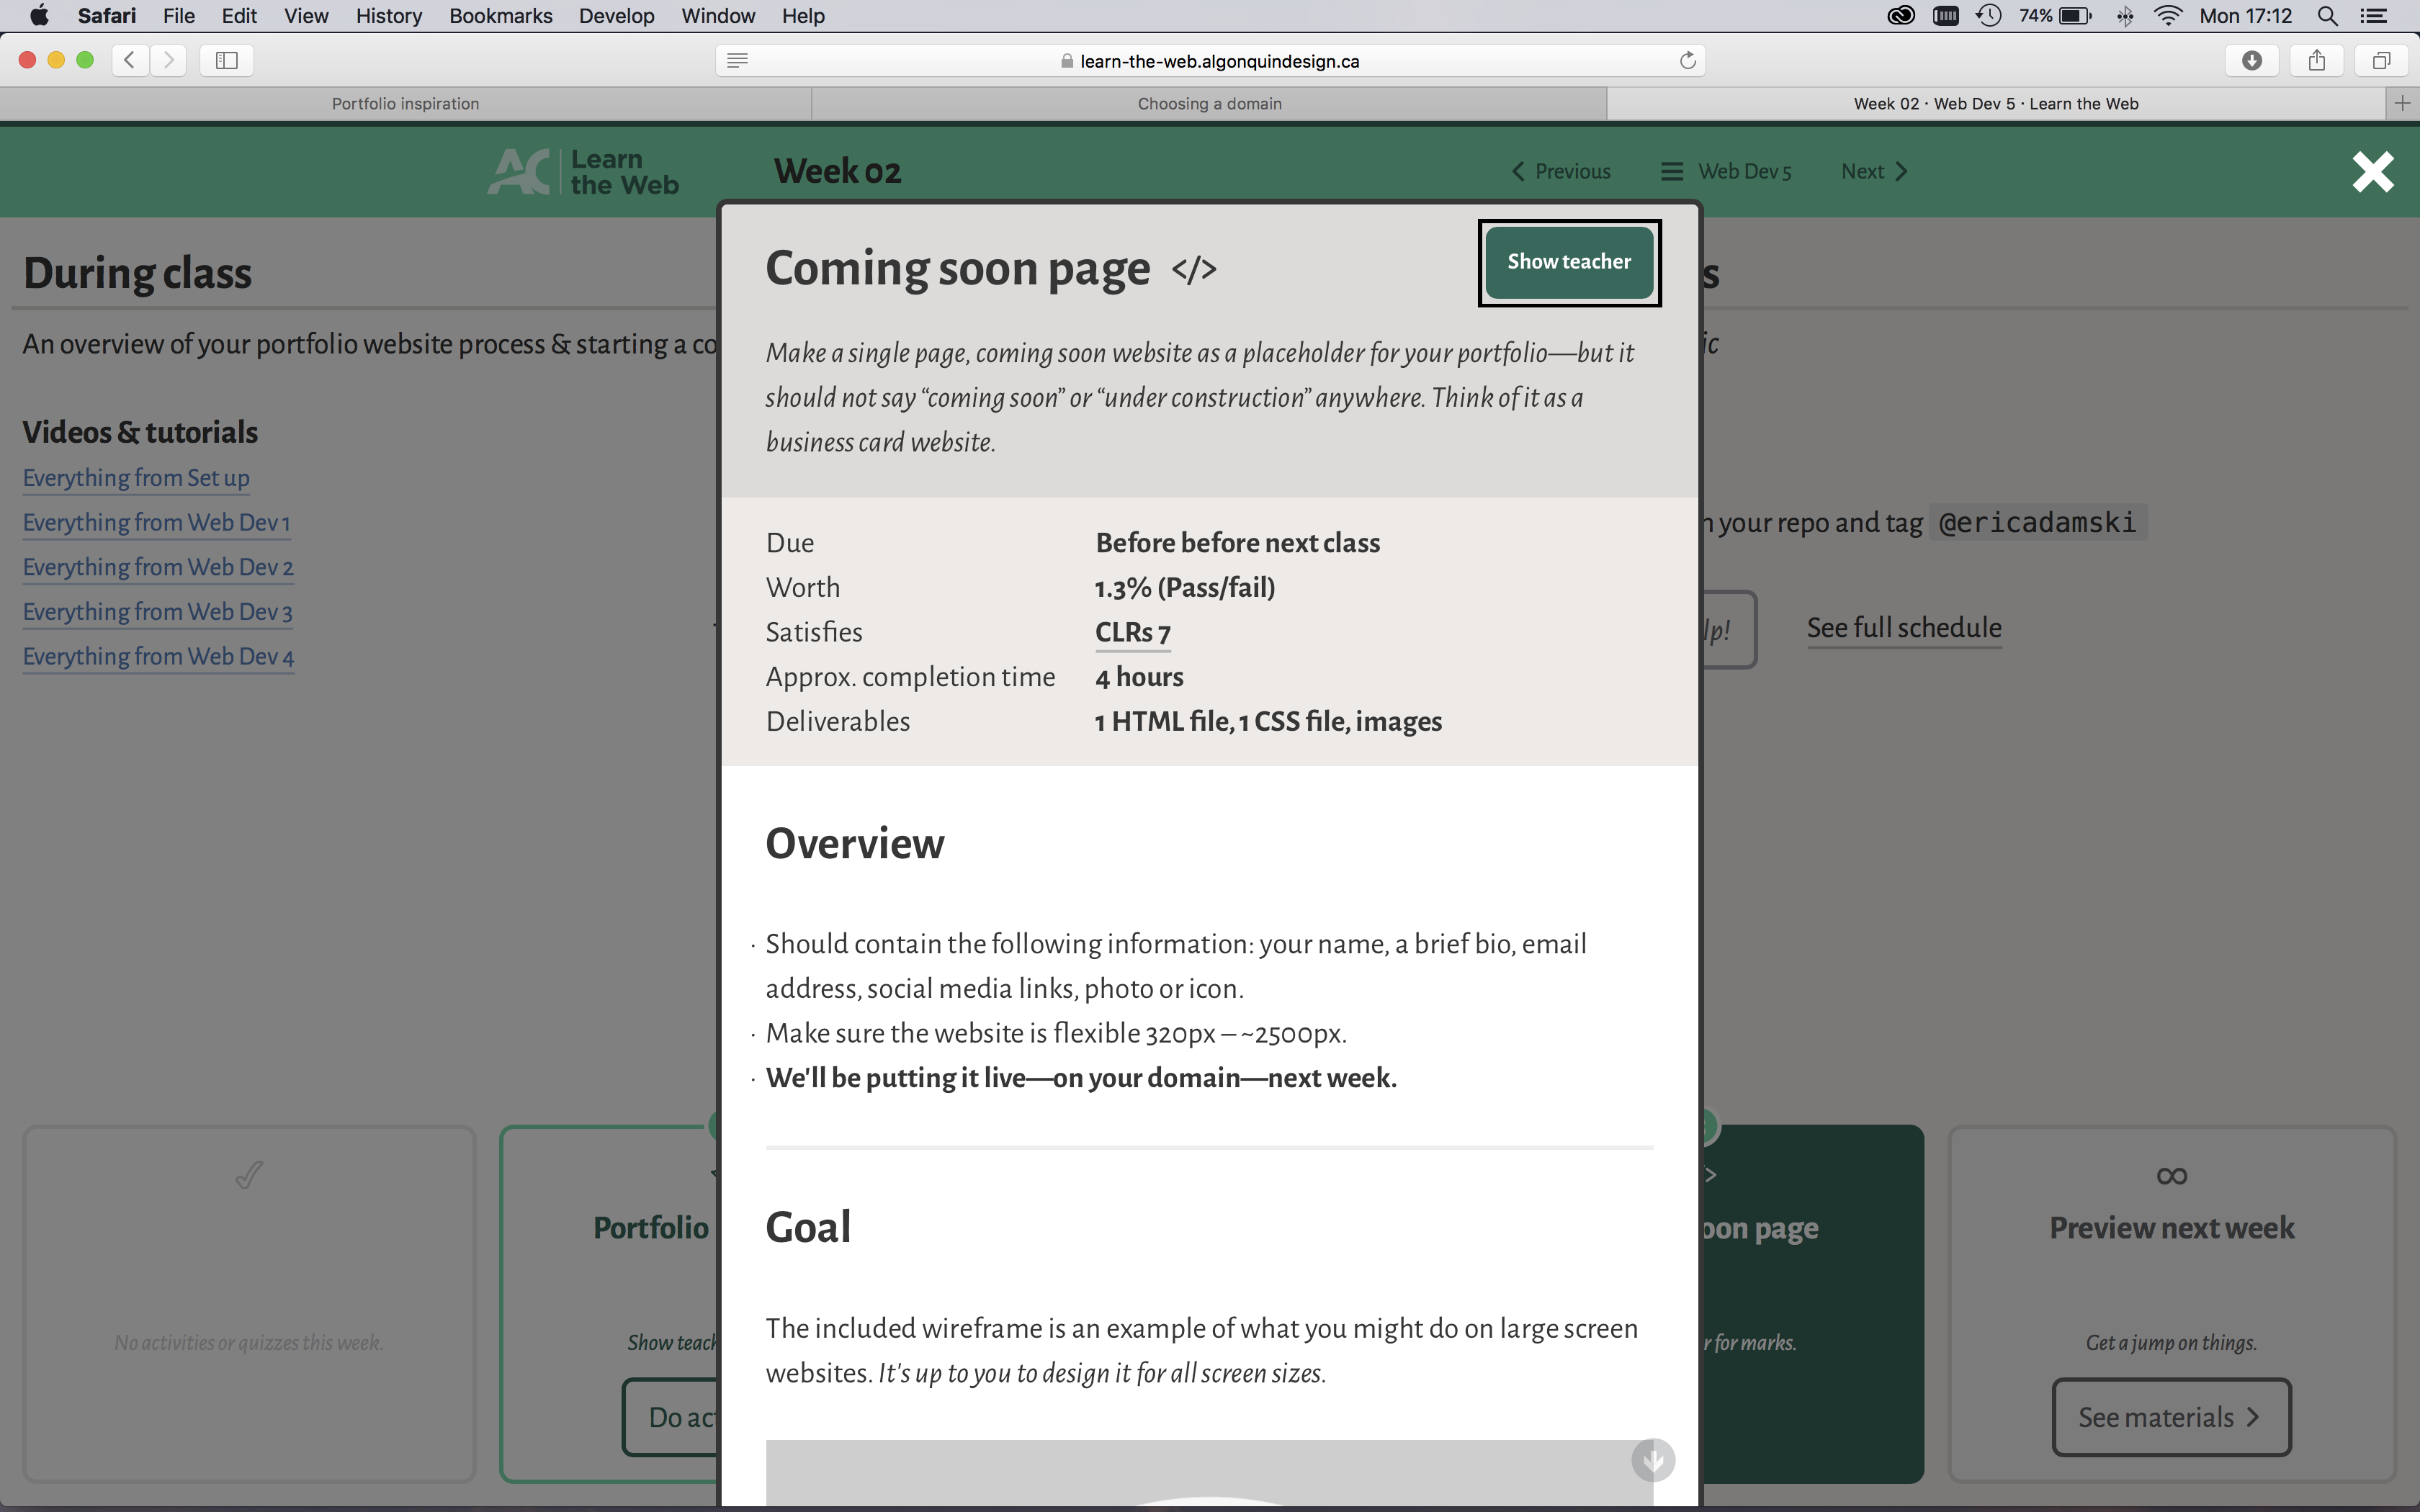 Safari File Edit View History Bookmarks Develop Window Help 74% Mon 17:12
learn-the-web.algonquindesign.ca
Portfolio inspiration
Choosing a domain
Week 02 · Web Dev 5 · Learn the Web
AC Learn
the Web
Week 02
Previous
Web Dev 5
Next
During class
An overview of your portfolio website process & starting a co
Videos & tutorials
Everything from Set up
Everything from Web Dev 1
Everything from Web Dev 2
Everything from Web Dev 3
Everything from Web Dev 4
Coming soon page </>
Show teacher
Make a single page, coming soon website as a placeholder for your portfolio—but it
should not say “coming soon” or “under construction” anywhere. Think of it as a
business card website.
Due Before before next class
Worth 1.3% (Pass/fail)
Satisfies CLRs 7
Approx. completion time 4 hours
Deliverables 1 HTML file, 1 CSS file, images
Overview
· Should contain the following information: your name, a brief bio, email
address, social media links, photo or icon.
· Make sure the website is flexible 320px – ~2500px.
· We'll be putting it live—on your domain—next week.
Goal
The included wireframe is an example of what you might do on large screen
websites. It's up to you to design it for all screen sizes.
s
ic
your repo and tag @ericadamski
lp!
See full schedule
No activities or quizzes this week.
Portfolio
Show teach
Do act
oon page
r for marks.
∞
Preview next week
Get a jump on things.
See materials